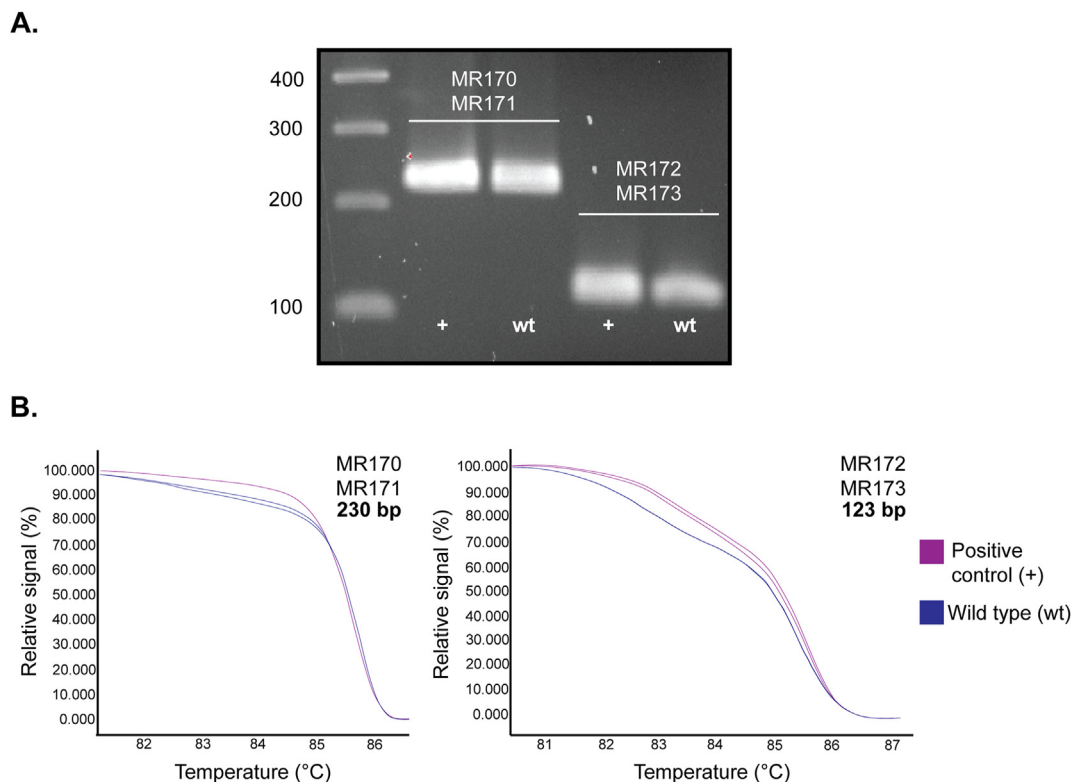 A.
400
300
200
100
MR170
MR171
MR172
MR173
+
wt
+
wt
B.
Relative signal (%)
100.000
90.000
80.000
70.000
60.000
50.000
40.000
30.000
20.000
10.000
0.000
MR170
MR171
230 bp
82
83
84
85
86
Temperature (°C)
Relative signal (%)
100.000
90.000
80.000
70.000
60.000
50.000
40.000
30.000
20.000
10.000
0.000
MR172
MR173
123 bp
81
82
83
84
85
86
87
Temperature (°C)
Positive
control (+)
Wild type (wt)